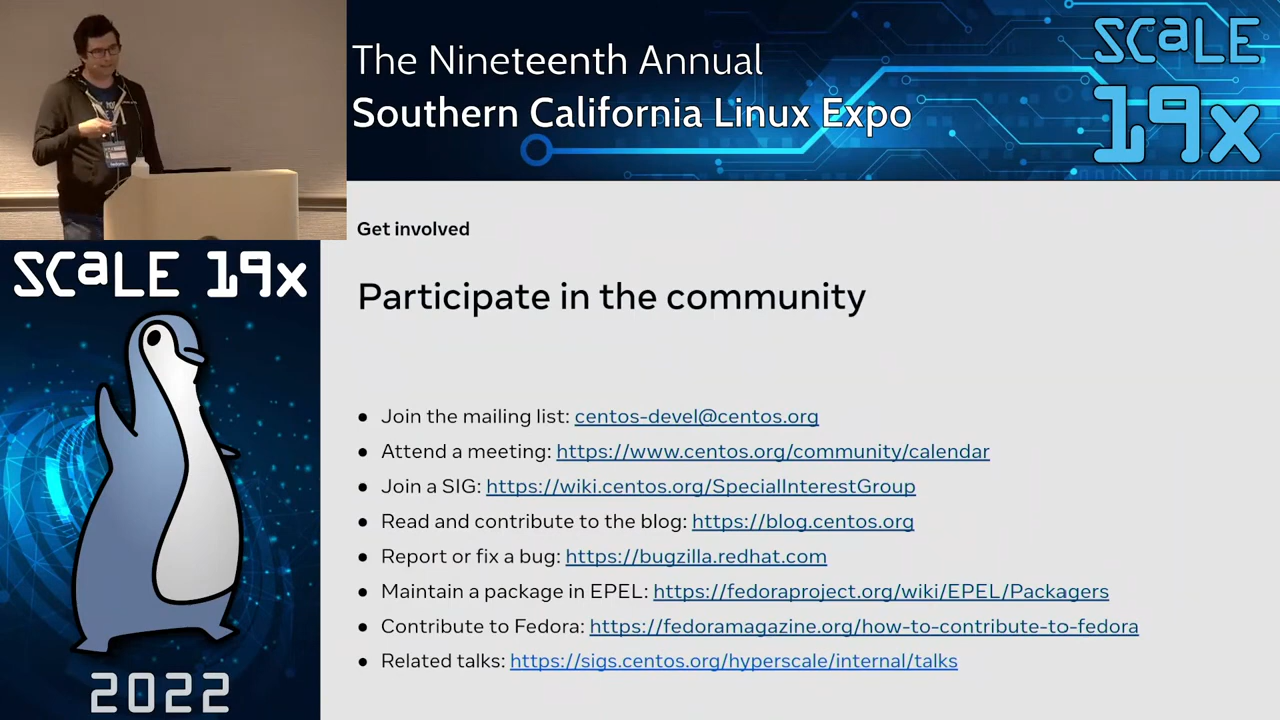 The Nineteenth Annual
Southern California Linux Expo
SCaLE
19x
Get involved
Participate in the community
● Join the mailing list: centos-devel@centos.org
● Attend a meeting: https://www.centos.org/community/calendar
● Join a SIG: https://wiki.centos.org/SpecialInterestGroup
● Read and contribute to the blog: https://blog.centos.org
● Report or fix a bug: https://bugzilla.redhat.com
● Maintain a package in EPEL: https://fedoraproject.org/wiki/EPEL/Packagers
● Contribute to Fedora: https://fedoramagazine.org/how-to-contribute-to-fedora
● Related talks: https://sigs.centos.org/hyperscale/internal/talks
SCaLE 19x
2022